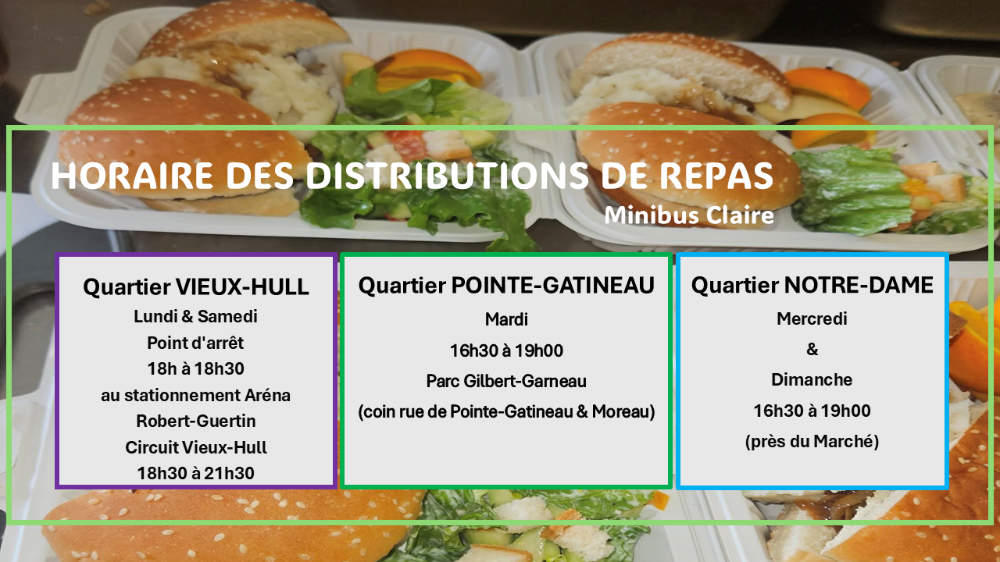 HORAIRE DES DISTRIBUTIONS DE REPAS
Minibus Claire
Quartier VIEUX-HULL
Lundi & Samedi
Point d'arrêt
18h à 18h30
au stationnement Aréna
Robert-Guertin
Circuit Vieux-Hull
18h30 à 21h30
Quartier POINTE-GATINEAU
Mardi
16h30 à 19h00
Parc Gilbert-Garneau
(coin rue de Pointe-Gatineau & Moreau)
Quartier NOTRE-DAME
Mercredi
&
Dimanche
16h30 à 19h00
(près du Marché)